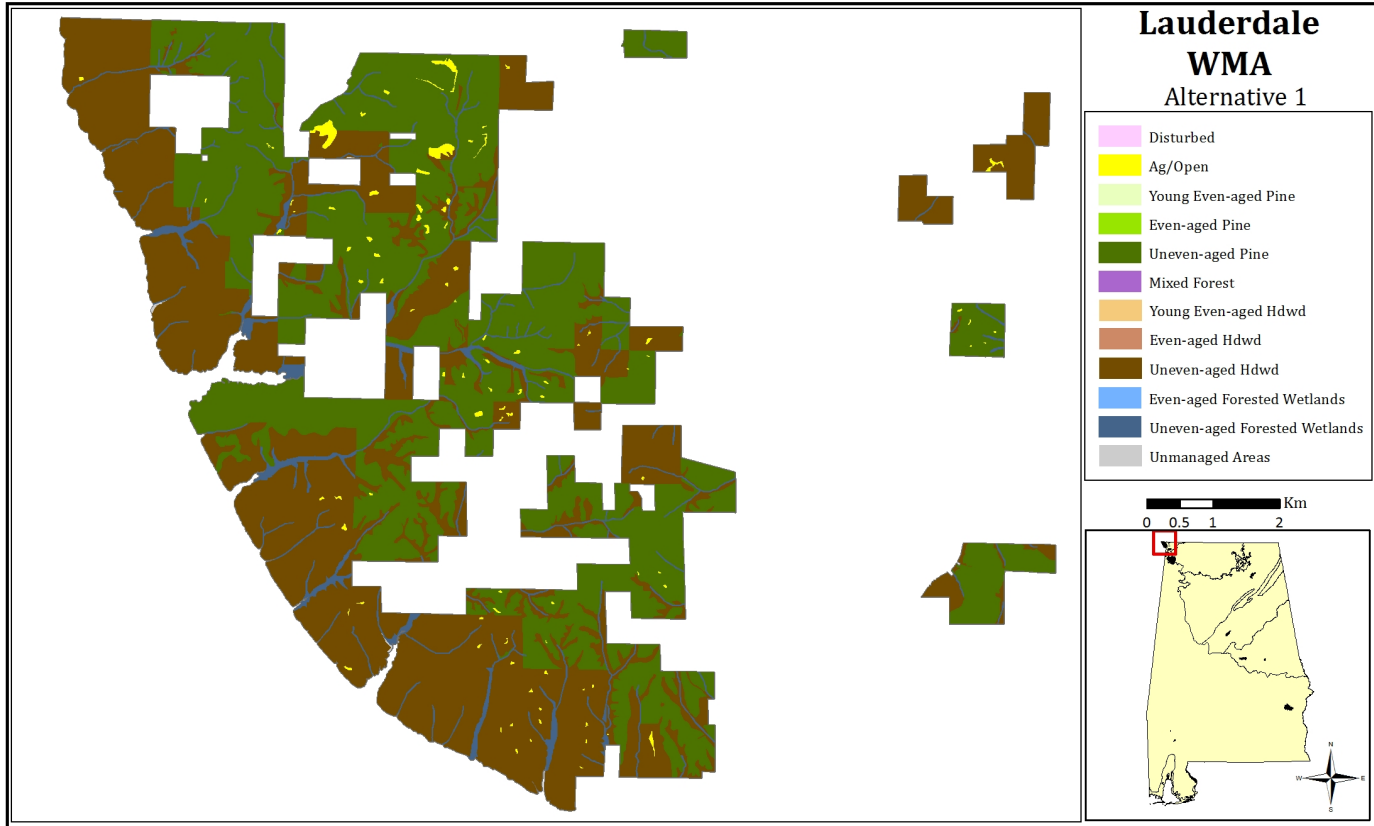 Lauderdale
WMA
Alternative 1
Disturbed
Ag/Open
Young Even-aged Pine
Even-aged Pine
Uneven-aged Pine
Mixed Forest
Young Even-aged Hdwd
Even-aged Hdwd
Uneven-aged Hdwd
Even-aged Forested Wetlands
Uneven-aged Forested Wetlands
Unmanaged Areas
Km
0 0.5 1 2
N
W E
S